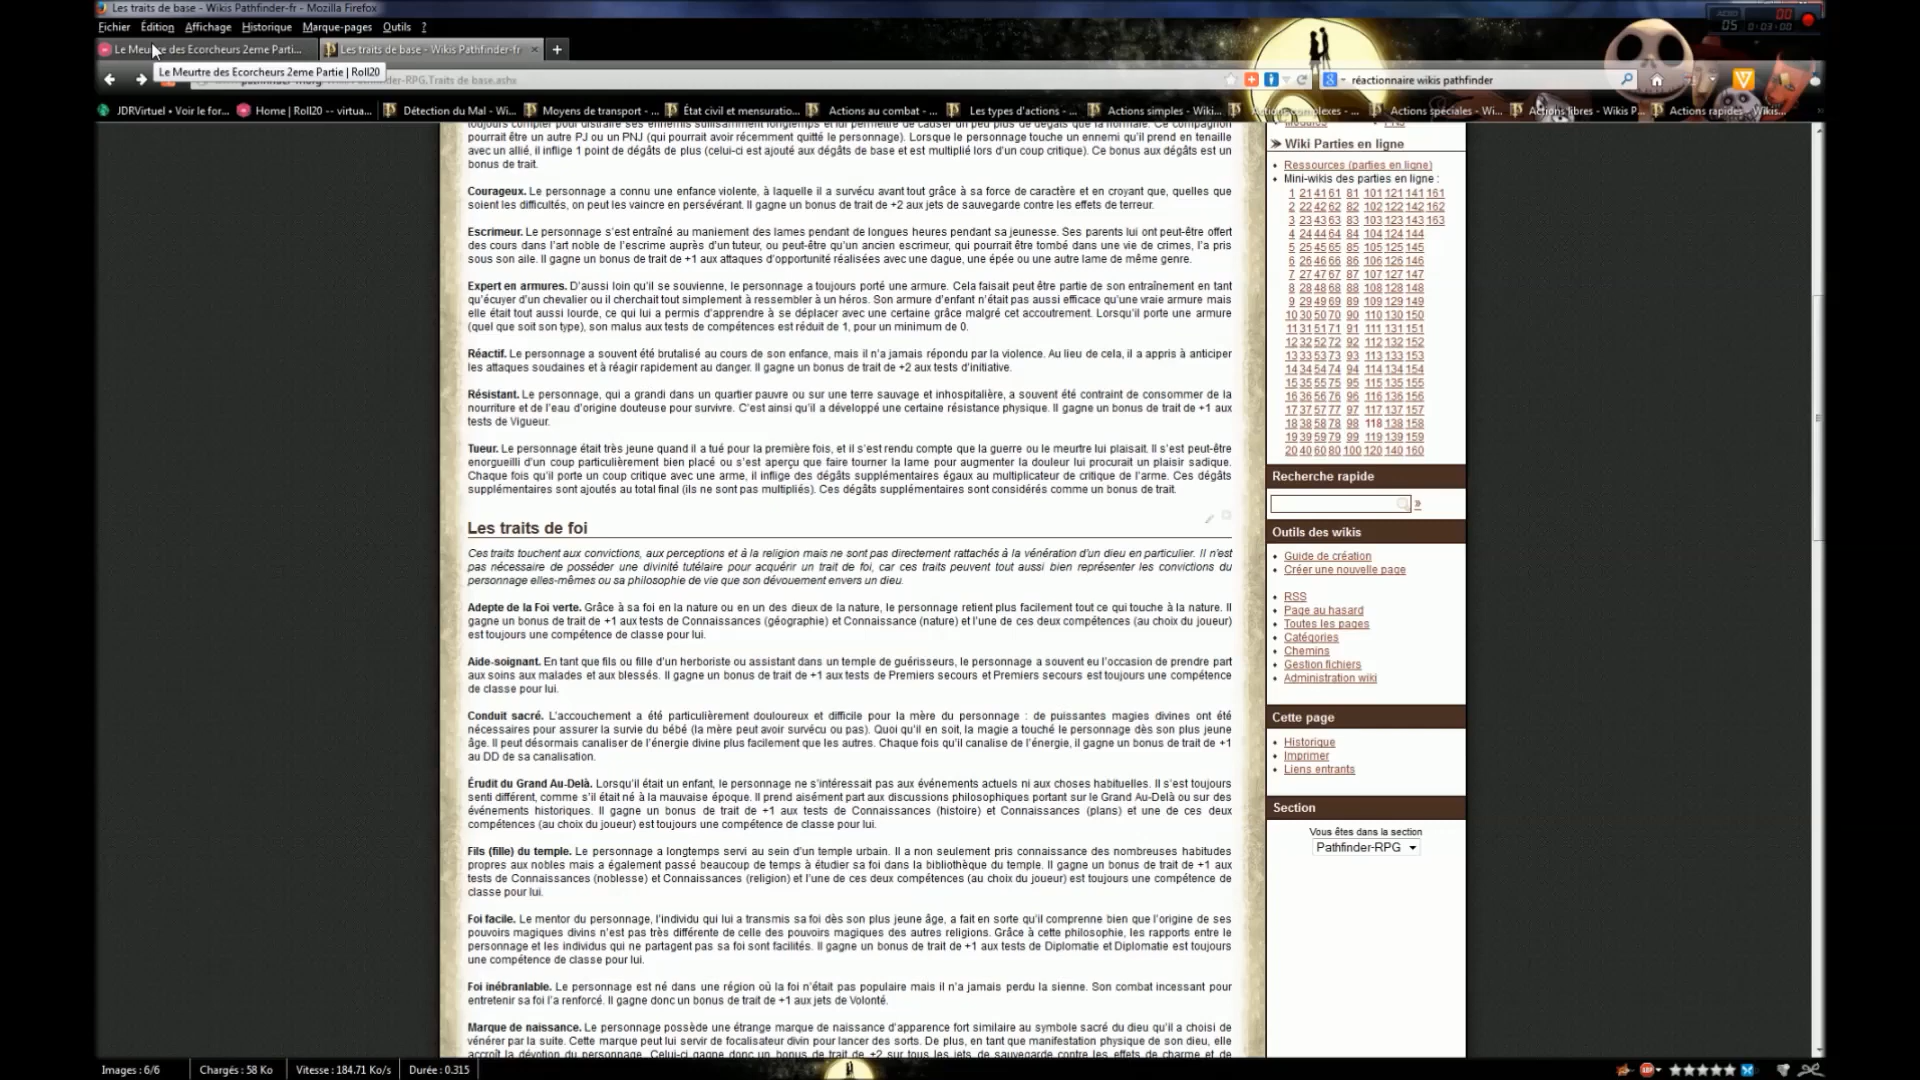 Les traits de base - Wikis Pathfinder-fr - Mozilla Firefox
Fichier Édition Affichage Historique Marque-pages Outils ?
Le Meurtre des Ecorcheurs 2eme Parti... Les traits de base - Wikis Pathfinder-fr
Le Meurtre des Ecorcheurs 2eme Partie | Roll20
réactionnaire wikis pathfinder
JDRVirtuel • Voir le for... Home | Roll20 -- virtua... Détection du Mal - Wi... Moyens de transport - ... État civil et mensuratio... Actions au combat - ... Les types d'actions - ... Actions simples - Wiki... Actions complexes - ... Actions spéciales - Wi... Actions libres - Wikis P... Actions rapides - Wikis...
toujours compter pour distraire ses ennemis suffisamment longtemps et lui permettre de causer un peu plus de dégâts que la normale. Ce compagnon
pourrait être un autre PJ ou un PNJ (qui pourrait avoir récemment quitté le personnage). Lorsque le personnage touche un ennemi qu'il prend en tenaille
avec un allié, il inflige 1 point de dégâts de plus (celui-ci est ajouté aux dégâts de base et est multiplié lors d'un coup critique). Ce bonus aux dégâts est un
bonus de trait.
Courageux. Le personnage a connu une enfance violente, à laquelle il a survécu avant tout grâce à sa force de caractère et en croyant que, quelles que
soient les difficultés, on peut les vaincre en persévérant. Il gagne un bonus de trait de +2 aux jets de sauvegarde contre les effets de terreur.
Escrimeur. Le personnage s'est entraîné au maniement des lames pendant de longues heures pendant sa jeunesse. Ses parents lui ont peut-être offert
des cours dans l'art noble de l'escrime auprès d'un tuteur, ou peut-être qu'un ancien escrimeur, qui pourrait être tombé dans une vie de crimes, l'a pris
sous son aile. Il gagne un bonus de trait de +1 aux attaques d'opportunité réalisées avec une dague, une épée ou une autre lame de même genre.
Expert en armures. D'aussi loin qu'il se souvienne, le personnage a toujours porté une armure. Cela faisait peut être partie de son entraînement en tant
qu'écuyer d'un chevalier ou il cherchait tout simplement à ressembler à un héros. Son armure d'enfant n'était pas aussi efficace qu'une vraie armure mais
elle était tout aussi lourde, ce qui lui a permis d'apprendre à se déplacer avec une certaine grâce malgré cet accoutrement. Lorsqu'il porte une armure
(quel que soit son type), son malus aux tests de compétences est réduit de 1, pour un minimum de 0.
Réactif. Le personnage a souvent été brutalisé au cours de son enfance, mais il n'a jamais répondu par la violence. Au lieu de cela, il a appris à anticiper
les attaques soudaines et à réagir rapidement au danger. Il gagne un bonus de trait de +2 aux tests d'initiative.
Résistant. Le personnage, qui a grandi dans un quartier pauvre ou sur une terre sauvage et inhospitalière, a souvent été contraint de consommer de la
nourriture et de l'eau d'origine douteuse pour survivre. C'est ainsi qu'il a développé une certaine résistance physique. Il gagne un bonus de trait de +1 aux
tests de Vigueur.
Tueur. Le personnage était très jeune quand il a tué pour la première fois, et il s'est rendu compte que la guerre ou le meurtre lui plaisait. Il s'est peut-être
enorgueilli d'un coup particulièrement bien placé ou s'est aperçu que faire tourner la lame pour augmenter la douleur lui procurait un plaisir sadique.
Chaque fois qu'il porte un coup critique avec une arme, il inflige des dégâts supplémentaires égaux au multiplicateur de critique de l'arme. Ces dégâts
supplémentaires sont ajoutés au total final (ils ne sont pas multipliés). Ces dégâts supplémentaires sont considérés comme un bonus de trait.
Les traits de foi
Ces traits touchent aux convictions, aux perceptions et à la religion mais ne sont pas directement rattachés à la vénération d'un dieu en particulier. Il n'est
pas nécessaire de posséder une divinité tutélaire pour acquérir un trait de foi, car ces traits peuvent tout aussi bien représenter les convictions du
personnage elles-mêmes ou sa philosophie de vie que son dévouement envers un dieu.
Adepte de la Foi verte. Grâce à sa foi en la nature ou en un des dieux de la nature, le personnage retient plus facilement tout ce qui touche à la nature. Il
gagne un bonus de trait de +1 aux tests de Connaissances (géographie) et Connaissance (nature) et l'une de ces deux compétences (au choix du joueur)
est toujours une compétence de classe pour lui.
Aide-soignant. En tant que fils ou fille d'un herboriste ou assistant dans un temple de guérisseurs, le personnage a souvent eu l'occasion de prendre part
aux soins aux malades et aux blessés. Il gagne un bonus de trait de +1 aux tests de Premiers secours et Premiers secours est toujours une compétence
de classe pour lui.
Conduit sacré. L'accouchement a été particulièrement douloureux et difficile pour la mère du personnage : de puissantes magies divines ont été
nécessaires pour assurer la survie du bébé (la mère peut avoir survécu ou pas). Quoi qu'il en soit, la magie a touché le personnage dès son plus jeune
âge. Il peut désormais canaliser de l'énergie divine plus facilement que les autres. Chaque fois qu'il canalise de l'énergie, il gagne un bonus de trait de +1
au DD de sa canalisation.
Érudit du Grand Au-Delà. Lorsqu'il était un enfant, le personnage ne s'intéressait pas aux événements actuels ni aux choses habituelles. Il s'est toujours
senti différent, comme s'il était né à la mauvaise époque. Il prend aisément part aux discussions philosophiques portant sur le Grand Au-Delà ou sur des
événements historiques. Il gagne un bonus de trait de +1 aux tests de Connaissances (histoire) et Connaissances (plans) et une de ces deux
compétences (au choix du joueur) est toujours une compétence de classe pour lui.
Fils (fille) du temple. Le personnage a longtemps servi au sein d'un temple urbain. Il a non seulement pris connaissance des nombreuses habitudes
propres aux nobles mais a également passé beaucoup de temps à étudier sa foi dans la bibliothèque du temple. Il gagne un bonus de trait de +1 aux
tests de Connaissances (noblesse) et Connaissances (religion) et l'une de ces deux compétences (au choix du joueur) est toujours une compétence de
classe pour lui.
Foi facile. Le mentor du personnage, l'individu qui lui a transmis sa foi dès son plus jeune âge, a fait en sorte qu'il comprenne bien que l'origine de ses
pouvoirs magiques divins n'est pas très différente de celle des pouvoirs magiques des autres religions. Grâce à cette philosophie, les rapports entre le
personnage et les individus qui ne partagent pas sa foi sont facilités. Il gagne un bonus de trait de +1 aux tests de Diplomatie et Diplomatie est toujours
une compétence de classe pour lui.
Foi inébranlable. Le personnage est né dans une région où la foi n'était pas populaire mais il n'a jamais perdu la sienne. Son combat incessant pour
entretenir sa foi l'a renforcé. Il gagne donc un bonus de trait de +1 aux jets de Volonté.
Marque de naissance. Le personnage possède une étrange marque de naissance d'apparence fort similaire au symbole sacré du dieu qu'il a choisi de
vénérer par la suite. Cette marque peut lui servir de focalisateur divin pour lancer des sorts. De plus, en tant que manifestation physique de son dieu, elle
accroît la dévotion du personnage. Celui-ci gagne donc un bonus de trait de +2 sur tous les jets de sauvegarde contre les effets de charme et de
Wiki Parties en ligne
Ressources (parties en ligne)
Mini-wikis des parties en ligne :
1 21 41 61 81 101 121 141 161
2 22 42 62 82 102 122 142 162
3 23 43 63 83 103 123 143 163
4 24 44 64 84 104 124 144
5 25 45 65 85 105 125 145
6 26 46 66 86 106 126 146
7 27 47 67 87 107 127 147
8 28 48 68 88 108 128 148
9 29 49 69 89 109 129 149
10 30 50 70 90 110 130 150
11 31 51 71 91 111 131 151
12 32 52 72 92 112 132 152
13 33 53 73 93 113 133 153
14 34 54 74 94 114 134 154
15 35 55 75 95 115 135 155
16 36 56 76 96 116 136 156
17 37 57 77 97 117 137 157
18 38 58 78 98 118 138 158
19 39 59 79 99 119 139 159
20 40 60 80 100 120 140 160
Recherche rapide
»
Outils des wikis
Guide de création
Créer une nouvelle page
RSS
Page au hasard
Toutes les pages
Catégories
Chemins
Gestion fichiers
Administration wiki
Cette page
Historique
Imprimer
Liens entrants
Section
Vous êtes dans la section
Pathfinder-RPG
Images : 6/6 Chargés : 58 Ko Vitesse : 184.71 Ko/s Durée : 0.315